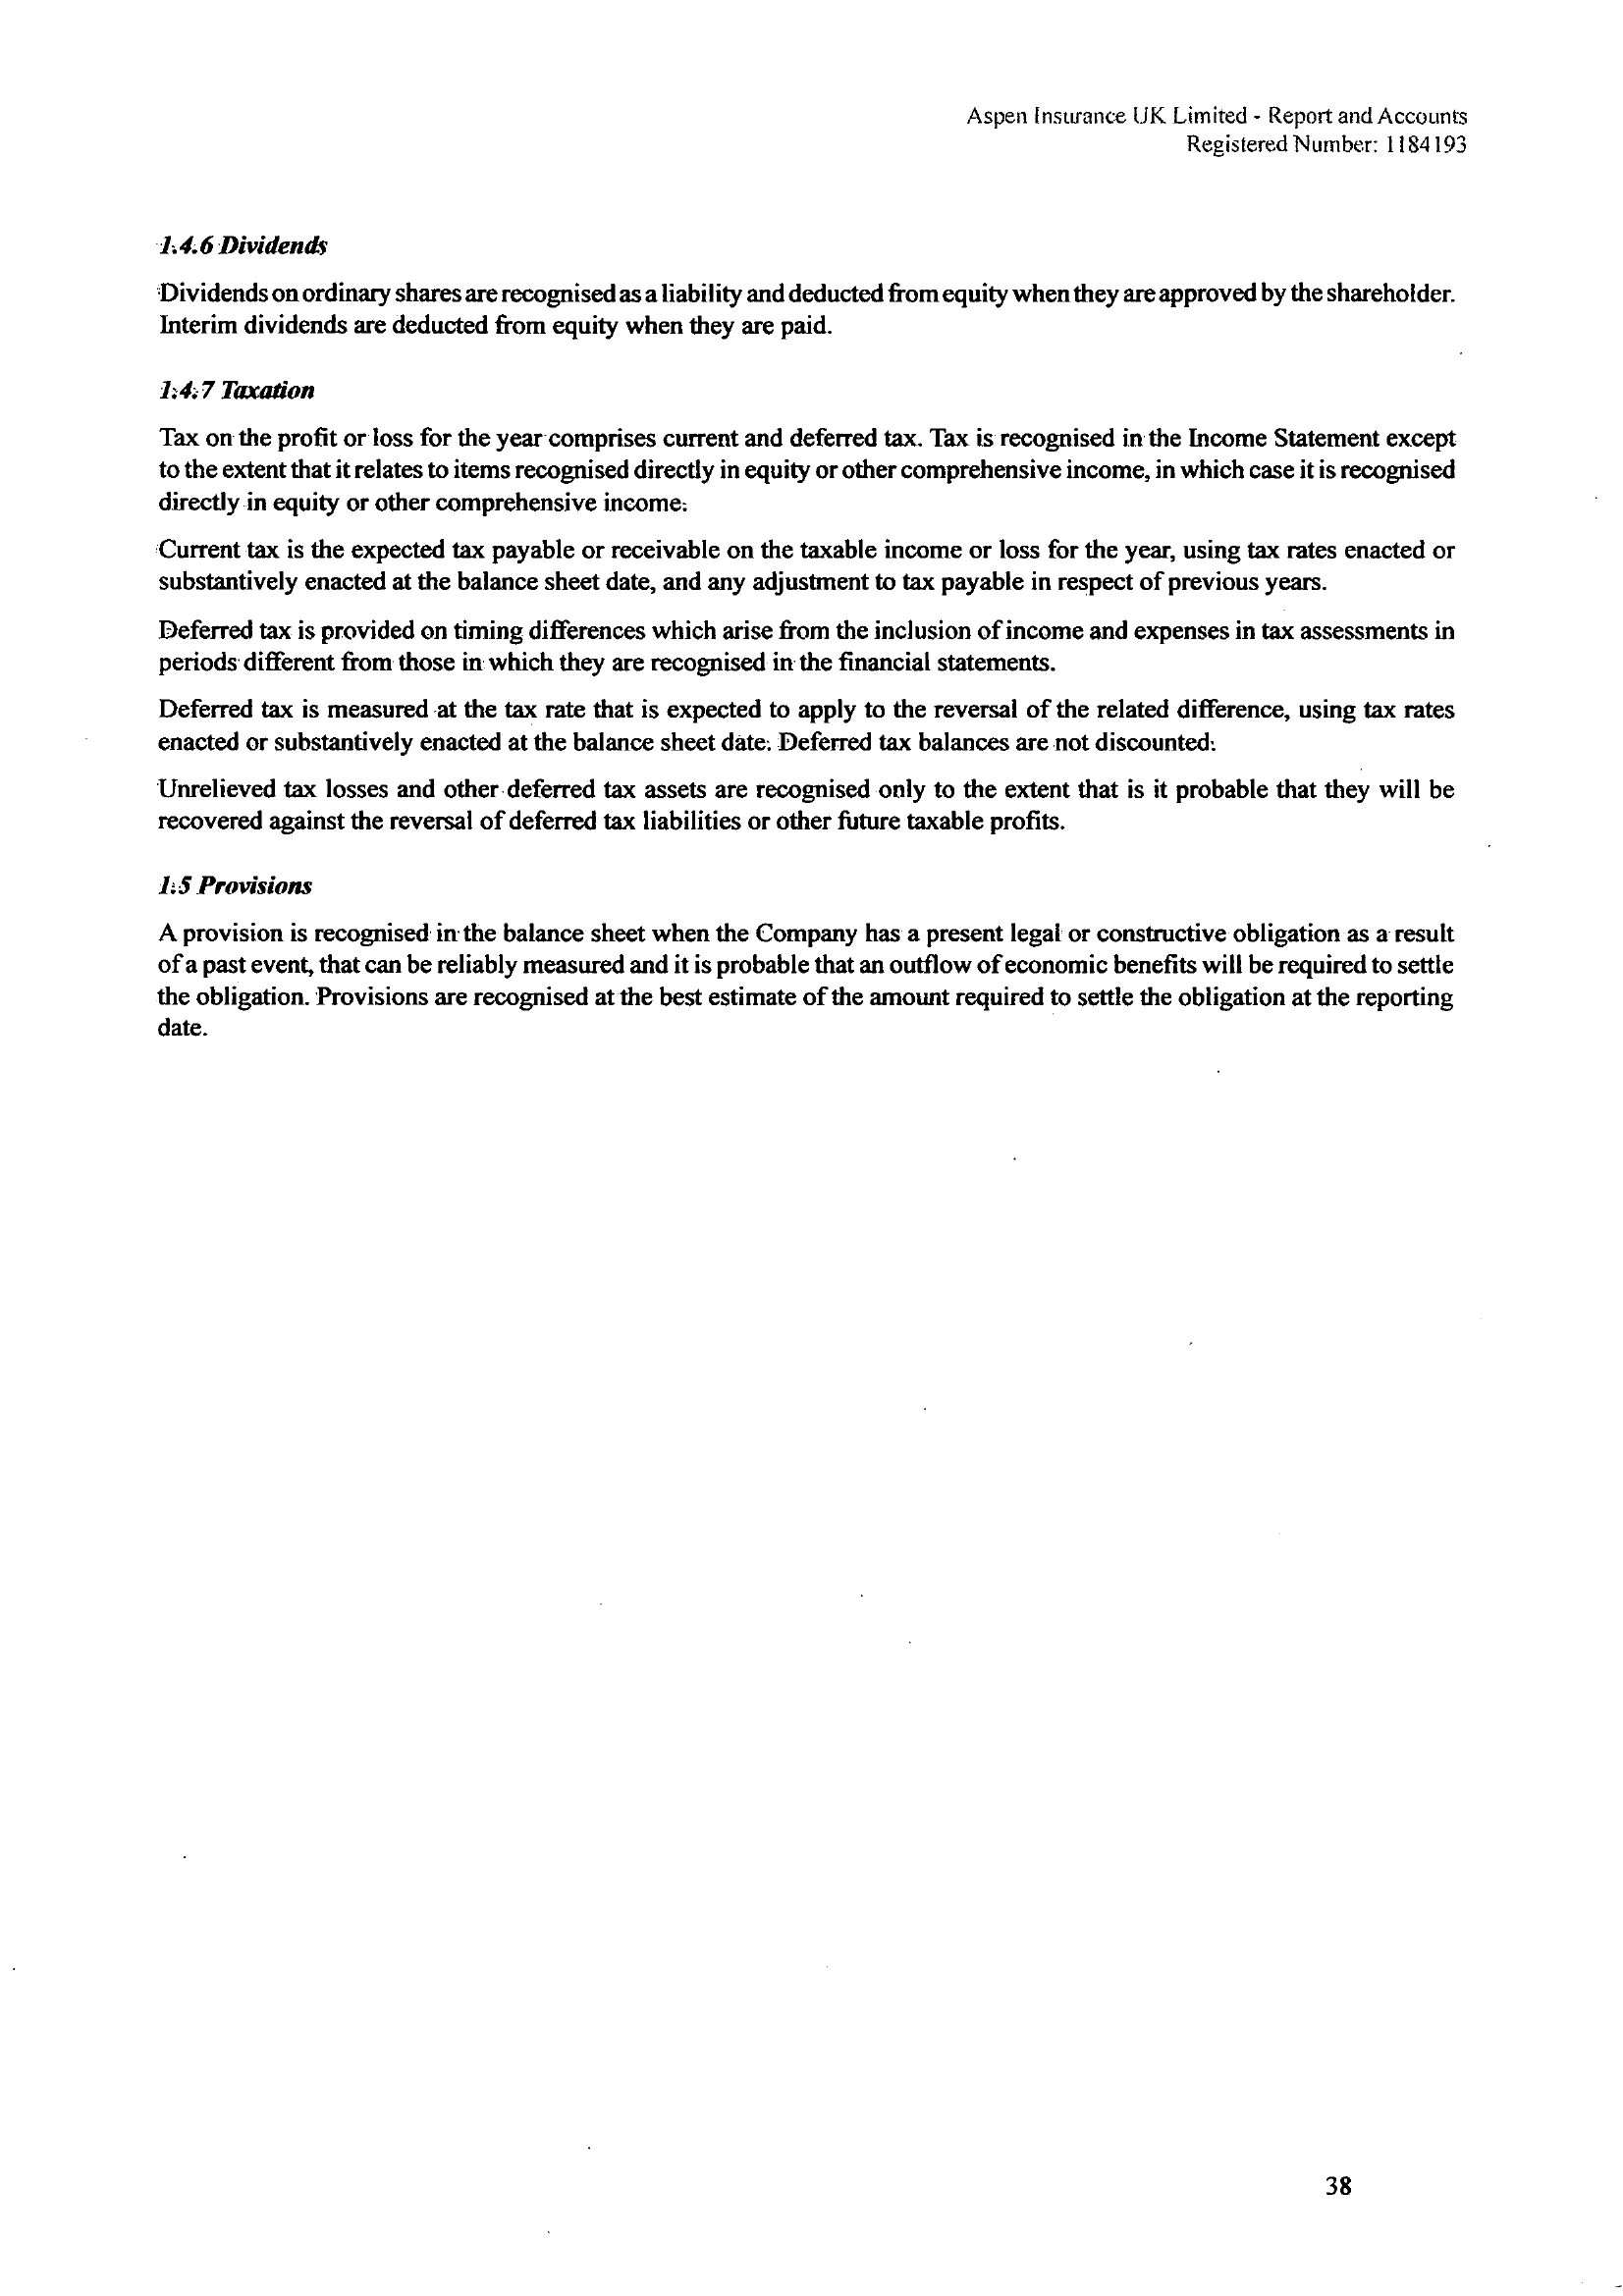 Aspen Insurance UK Limited - Report and Accounts
Registered Number: 1184193
1.4.6 Dividends
Dividends on ordinary shares are recognised as a liability and deducted from equity when they are approved by the shareholder.
Interim dividends are deducted from equity when they are paid.
1.4.7 Taxation
Tax on the profit or loss for the year comprises current and deferred tax. Tax is recognised in the Income Statement except
to the extent that it relates to items recognised directly in equity or other comprehensive income, in which case it is recognised
directly in equity or other comprehensive income.
Current tax is the expected tax payable or receivable on the taxable income or loss for the year, using tax rates enacted or
substantively enacted at the balance sheet date, and any adjustment to tax payable in respect of previous years.
Deferred tax is provided on timing differences which arise from the inclusion of income and expenses in tax assessments in
periods different from those in which they are recognised in the financial statements.
Deferred tax is measured at the tax rate that is expected to apply to the reversal of the related difference, using tax rates
enacted or substantively enacted at the balance sheet date. Deferred tax balances are not discounted.
Unrelieved tax losses and other deferred tax assets are recognised only to the extent that is it probable that they will be
recovered against the reversal of deferred tax liabilities or other future taxable profits.
1.5 Provisions
A provision is recognised in the balance sheet when the Company has a present legal or constructive obligation as a result
of a past event, that can be reliably measured and it is probable that an outflow of economic benefits will be required to settle
the obligation. Provisions are recognised at the best estimate of the amount required to settle the obligation at the reporting
date.
38